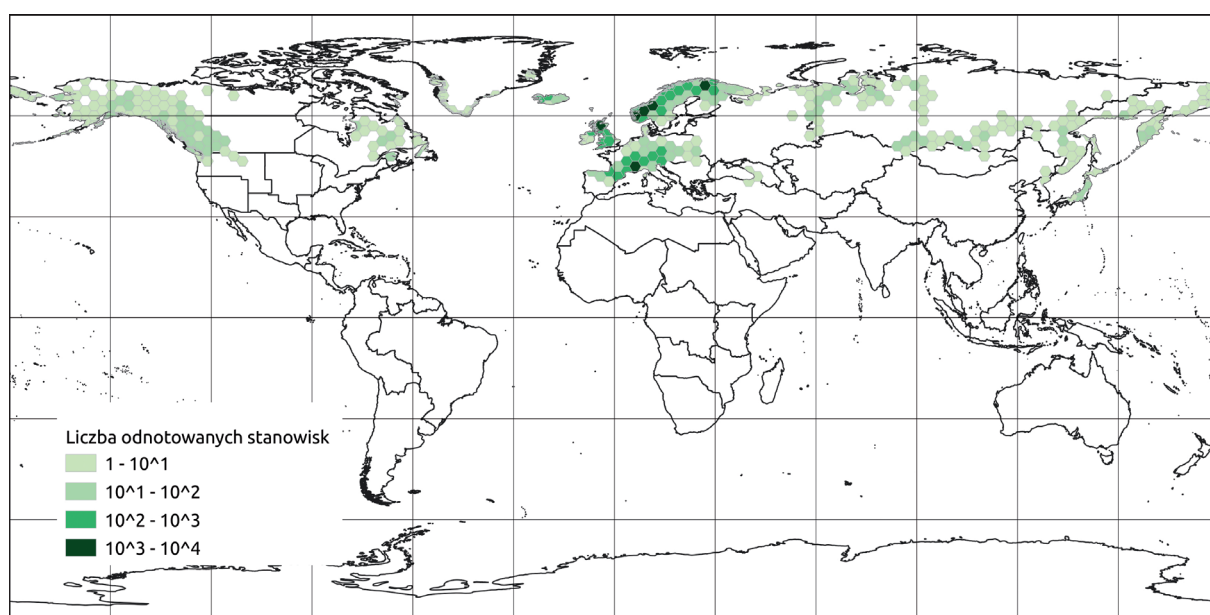 Liczba odnotowanych stanowisk
1 - 10^1
10^1 - 10^2
10^2 - 10^3
10^3 - 10^4